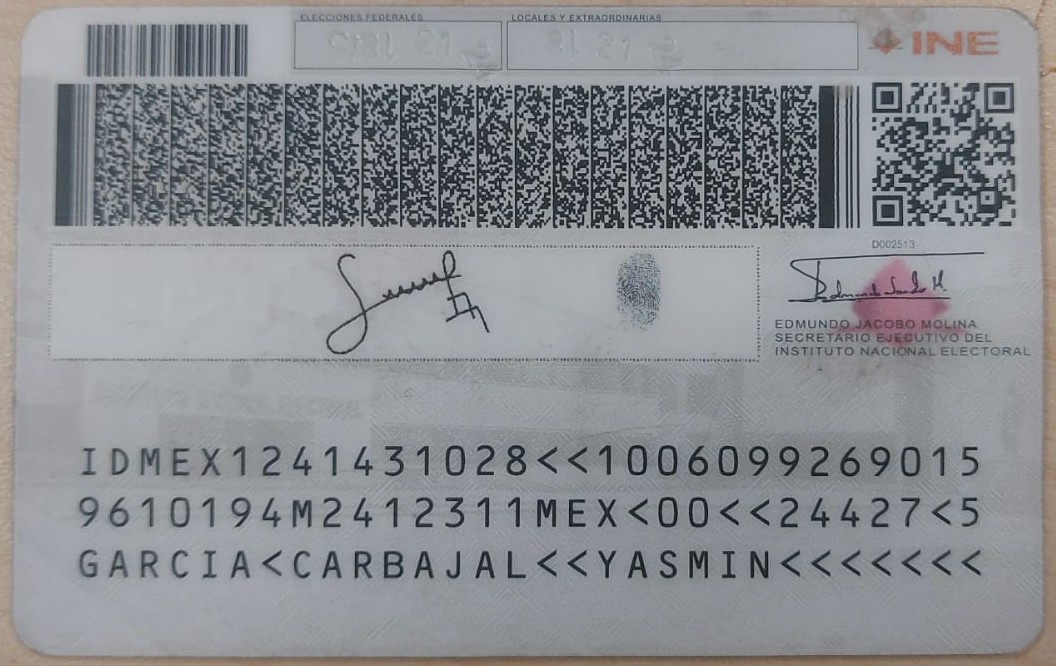 ELECCIONES FEDERALES LOCALES Y EXTRAORDINARIAS
INE
D002513
EDMUNDO JACOBO MOLINA
SECRETARIO EJECUTIVO DEL
INSTITUTO NACIONAL ELECTORAL
IDMEX1241431028<<1006099269015
9610194M2412311MEX<00<<24427<5
GARCIA<CARBAJAL<<YASMIN<<<<<<<